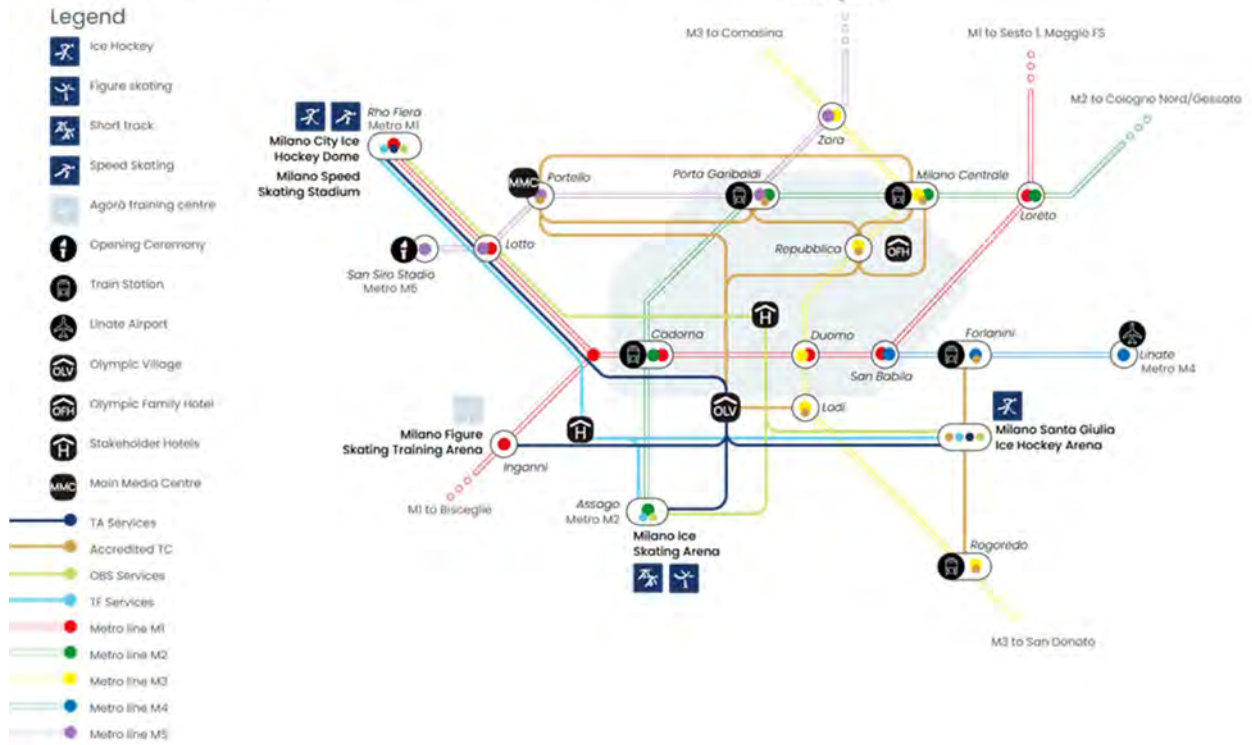 Legend
Ice Hockey
Figure skating
Short track
Speed Skating
Agorà training centre
Opening Ceremony
Train Station
Linate Airport
OLV
Olympic Village
OFH
Olympic Family Hotel
H
Stakeholder Hotels
MMC
Main Media Centre
TA Services
Accredited TC
OBS Services
TF Services
Metro line M1
Metro line M2
Metro line M3
Metro line M4
Metro line M5
M3 to Comasina
M1 to Sesto 1. Maggio FS
M2 to Cologno Nord/Gessate
Rho Fiera
Metro M1
Milano City Ice
Hockey Dome
Milano Speed
Skating Stadium
Zara
MMC
Portello
Porta Garibaldi
Milano Centrale
Loreto
San Siro Stadio
Metro M5
Lotto
Repubblica
OFH
H
Cadorna
Duomo
San Babila
Forlanini
Linate
Metro M4
OLV
Lodi
Milano Figure
Skating Training Arena
Inganni
H
Milano Santa Giulia
Ice Hockey Arena
M1 to Bisceglie
Assago
Metro M2
Milano Ice
Skating Arena
Rogoredo
M3 to San Donato